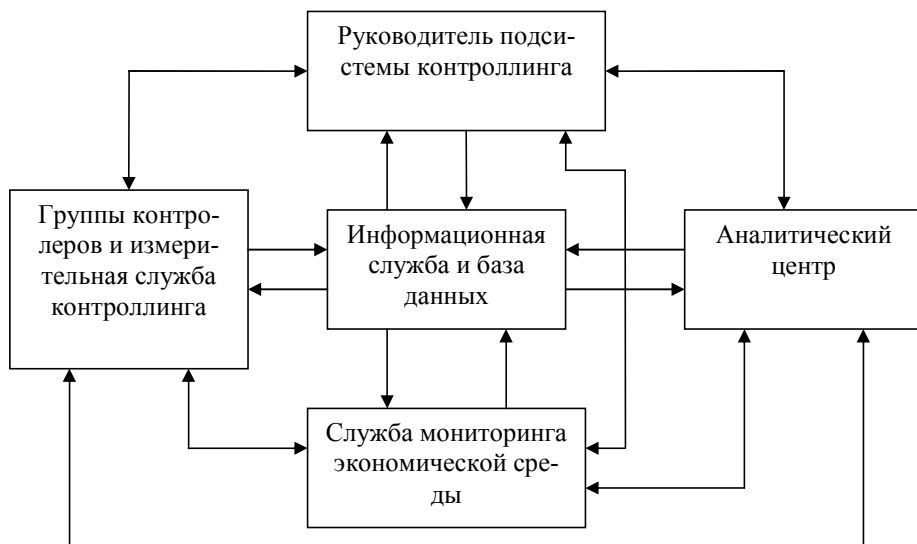 Руководитель подси-
стемы контроллинга
Группы контро-
леров и измери-
тельная служба
контроллинга
Информационная
служба и база
данных
Аналитический
центр
Служба мониторинга
экономической сре-
ды